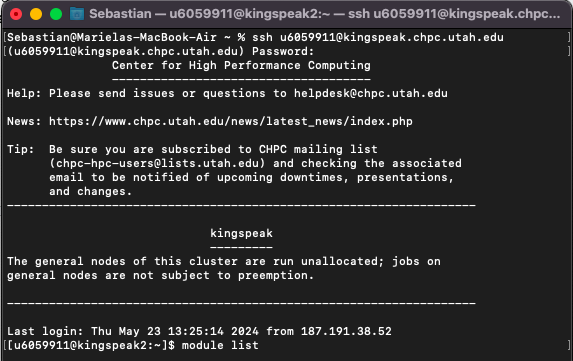 Sebastian — u6059911@kingspeak2:~ — ssh u6059911@kingspeak.chpc...
[Sebastian@Marielas-MacBook-Air ~ % ssh u6059911@kingspeak.chpc.utah.edu ]
[(u6059911@kingspeak.chpc.utah.edu) Password: ]
Center for High Performance Computing
-------------------------------------
Help: Please send issues or questions to helpdesk@chpc.utah.edu
News: https://www.chpc.utah.edu/news/latest_news/index.php
Tip:  Be sure you are subscribed to CHPC mailing list
(chpc-hpc-users@lists.utah.edu) and checking the associated
email to be notified of upcoming downtimes, presentations,
and changes.
-------------------------------------------------------------------
kingspeak
---------
The general nodes of this cluster are run unallocated; jobs on
general nodes are not subject to preemption.
-------------------------------------------------------------------
Last login: Thu May 23 13:25:14 2024 from 187.191.38.52
[[u6059911@kingspeak2:~]$ module list ]